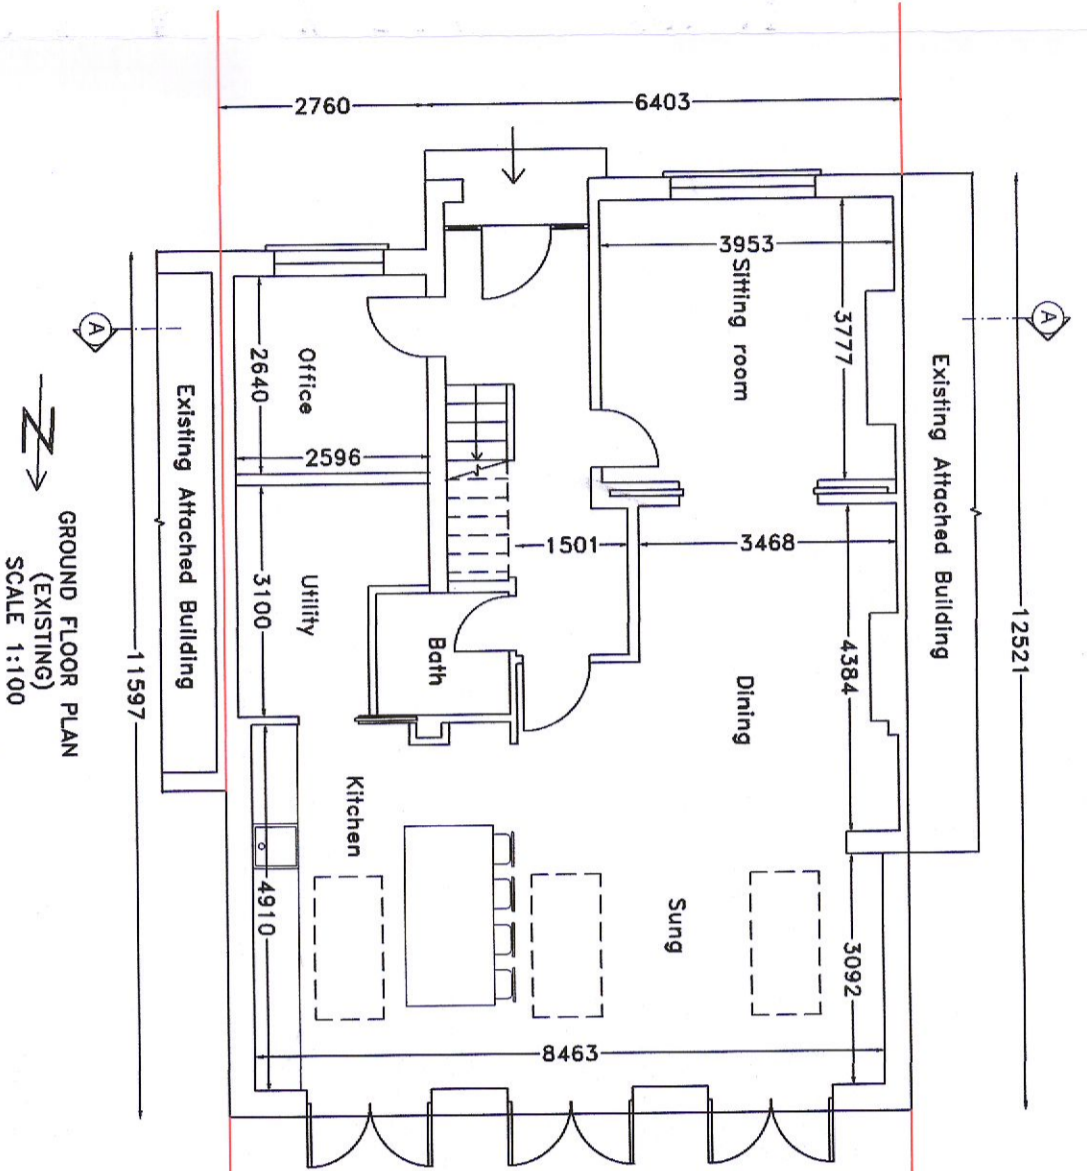 2760
6403
3953
Sitting room
3777
A
A
Office
2640
2596
Existing Attached Building
Existing Attached Building
12521
1501
3468
3100
Utility
Bath
4384
Dining
11597
Kitchen
4910
Sung
3092
8463
N
GROUND FLOOR PLAN
(EXISTING)
SCALE 1:100